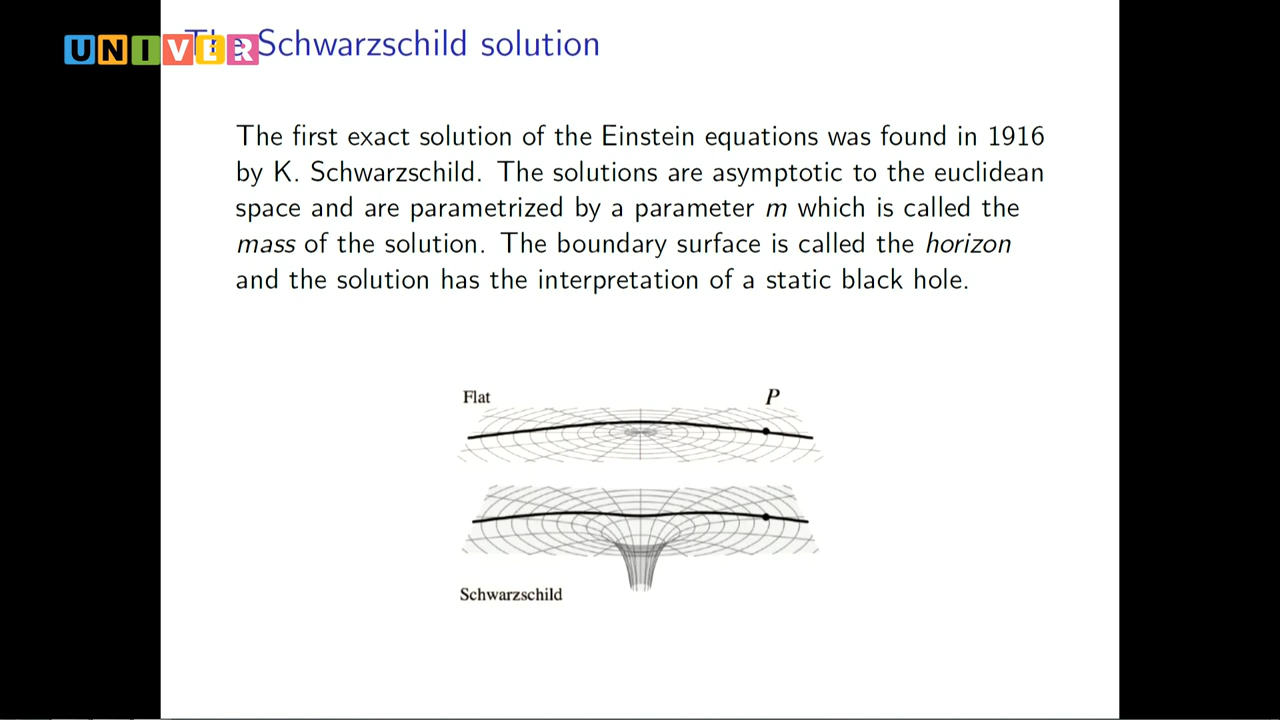 The Schwarzschild solution
UNIVER
The first exact solution of the Einstein equations was found in 1916
by K. Schwarzschild. The solutions are asymptotic to the euclidean
space and are parametrized by a parameter m which is called the
mass of the solution. The boundary surface is called the horizon
and the solution has the interpretation of a static black hole.
Flat
P
Schwarzschild